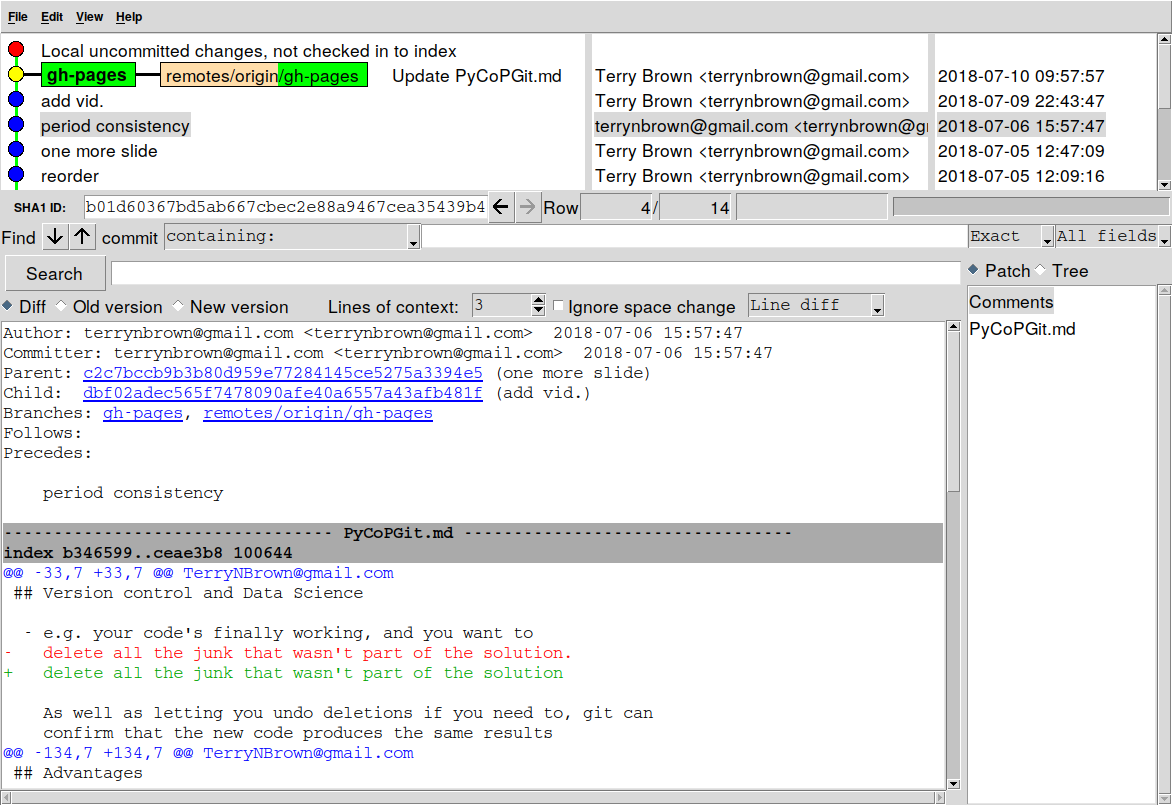 File Edit View Help
Local uncommitted changes, not checked in to index
gh-pages remotes/origin/gh-pages Update PyCoPGit.md Terry Brown <terrynbrown@gmail.com> 2018-07-10 09:57:57
add vid. Terry Brown <terrynbrown@gmail.com> 2018-07-09 22:43:47
period consistency terrynbrown@gmail.com <terrynbrown@g 2018-07-06 15:57:47
one more slide Terry Brown <terrynbrown@gmail.com> 2018-07-05 12:47:09
reorder Terry Brown <terrynbrown@gmail.com> 2018-07-05 12:09:16
SHA1 ID: b01d60367bd5ab667cbec2e88a9467cea35439b4 Row 4 / 14
Find commit containing: Exact All fields
Search
Patch Tree
Diff Old version New version Lines of context: 3 Ignore space change Line diff
Comments
PyCoPGit.md
Author: terrynbrown@gmail.com <terrynbrown@gmail.com>  2018-07-06 15:57:47
Committer: terrynbrown@gmail.com <terrynbrown@gmail.com>  2018-07-06 15:57:47
Parent: c2c7bccb9b3b80d959e77284145ce5275a3394e5 (one more slide)
Child:  dbf02adec565f7478090afe40a6557a43afb481f (add vid.)
Branches: gh-pages, remotes/origin/gh-pages
Follows:
Precedes:
period consistency
--------------------------------- PyCoPGit.md ---------------------------------
index b346599..ceae3b8 100644
@@ -33,7 +33,7 @@ TerryNBrown@gmail.com
## Version control and Data Science
- e.g. your code's finally working, and you want to
-   delete all the junk that wasn't part of the solution.
+   delete all the junk that wasn't part of the solution
As well as letting you undo deletions if you need to, git can
confirm that the new code produces the same results
@@ -134,7 +134,7 @@ TerryNBrown@gmail.com
## Advantages